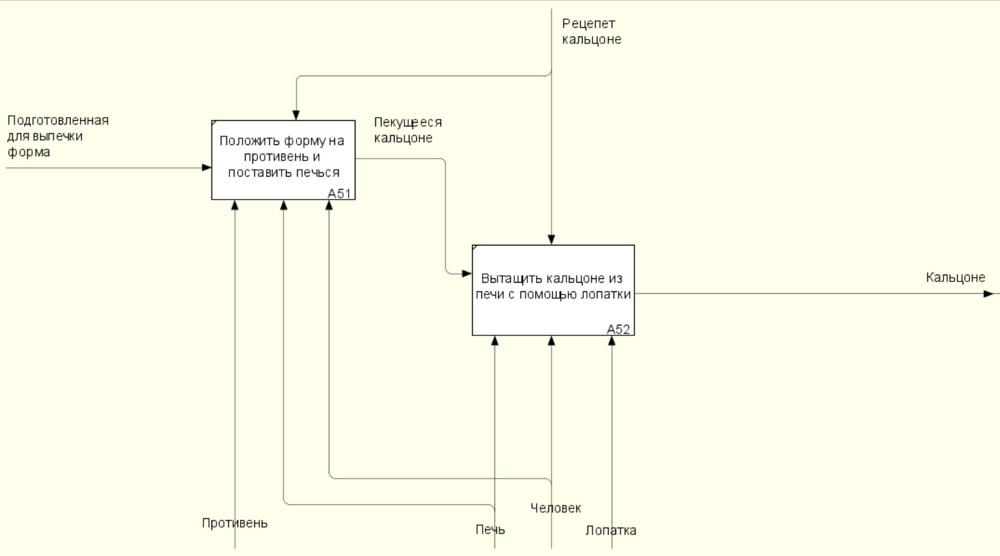 Рецепет
кальцоне
Подготовленная
для выпечки
форма
Положить форму на
противень и
поставить печься
A51
Пекущееся
кальцоне
Вытащить кальцоне из
печи с помощью лопатки
A52
Кальцоне
Противень
Печь
Человек
Лопатка